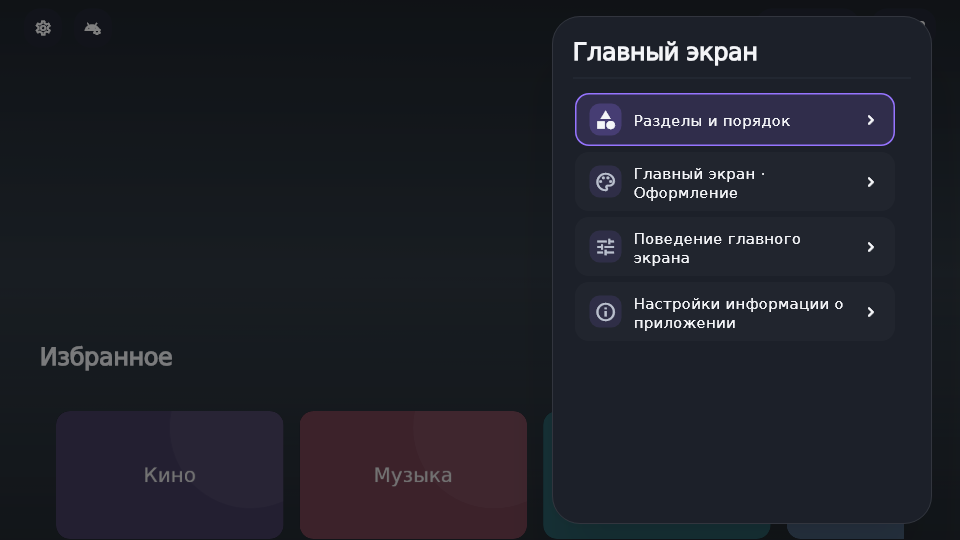 Главный экран
Разделы и порядок
Главный экран ·
Оформление
Поведение главного
экрана
Настройки информации о
приложении
Избранное
Кино
Музыка